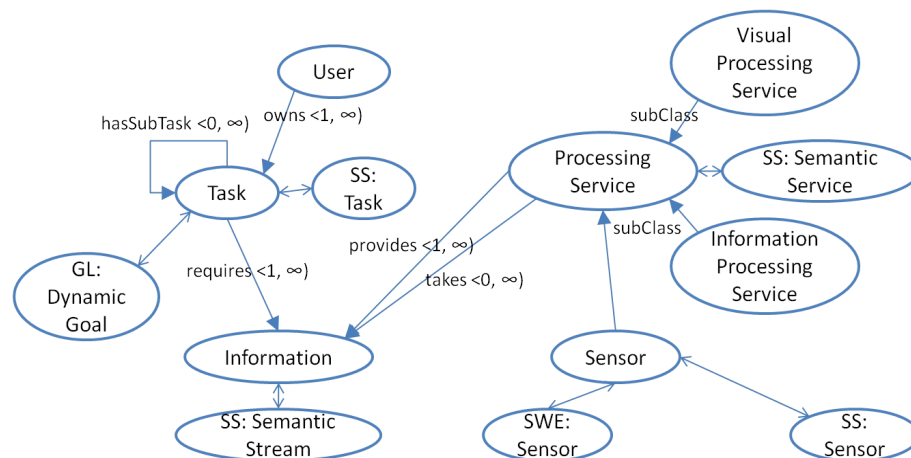 Visual
Processing
Service
User
hasSubTask <0, ∞)
owns <1, ∞)
subClass
Processing
Service
SS: Semantic
Service
Task
SS:
Task
subClass
provides <1, ∞)
Information
Processing
Service
GL:
Dynamic
Goal
requires <1, ∞)
takes <0, ∞)
Information
Sensor
SS: Semantic
Stream
SWE:
Sensor
SS:
Sensor